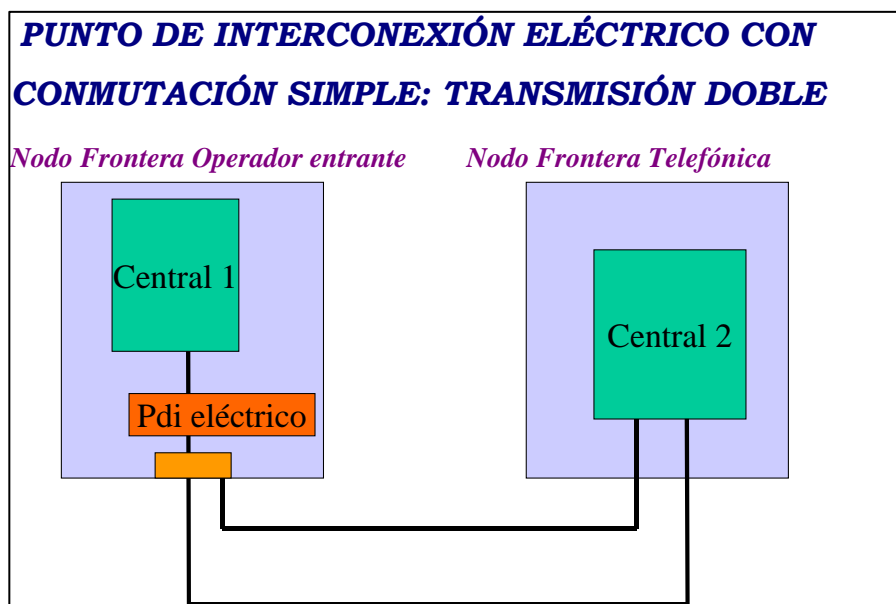 PUNTO DE INTERCONEXIÓN ELÉCTRICO CON
CONMUTACIÓN SIMPLE: TRANSMISIÓN DOBLE
Nodo Frontera Operador entrante
Nodo Frontera Telefónica
Central 1
Central 2
Pdi eléctrico